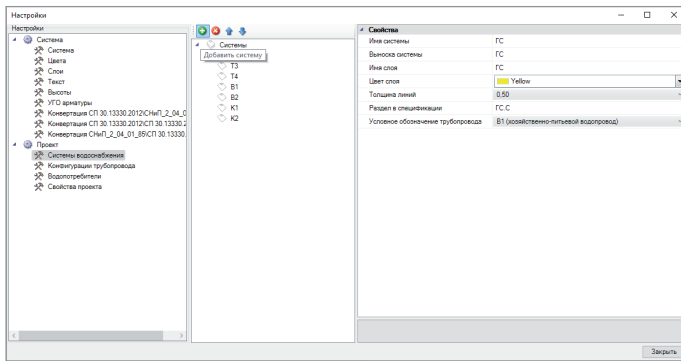 Настройки
Настройки
Система
Система
Цвета
Слои
Текст
Высоты
УГО арматуры
Конвертация СП 30.13330.2012\СНиП_2_04_0
Конвертация СП 30.13330.2012\СП 30.13330.2
Конвертация СНиП_2_04_01_85\СП 30.13330.
Проект
Системы водоснабжения
Конфигурации трубопровода
Водопотребители
Свойства проекта
Системы
Добавить систему
Т3
Т4
В1
В2
К1
К2
Свойства
Имя системы ГС
Выноска системы ГС
Имя слоя ГС
Цвет слоя Yellow
Толщина линий 0,50
Раздел в спецификации ГС.С
Условное обозначение трубопровода В1 (хозяйственно-питьевой водопровод)
Закрыть